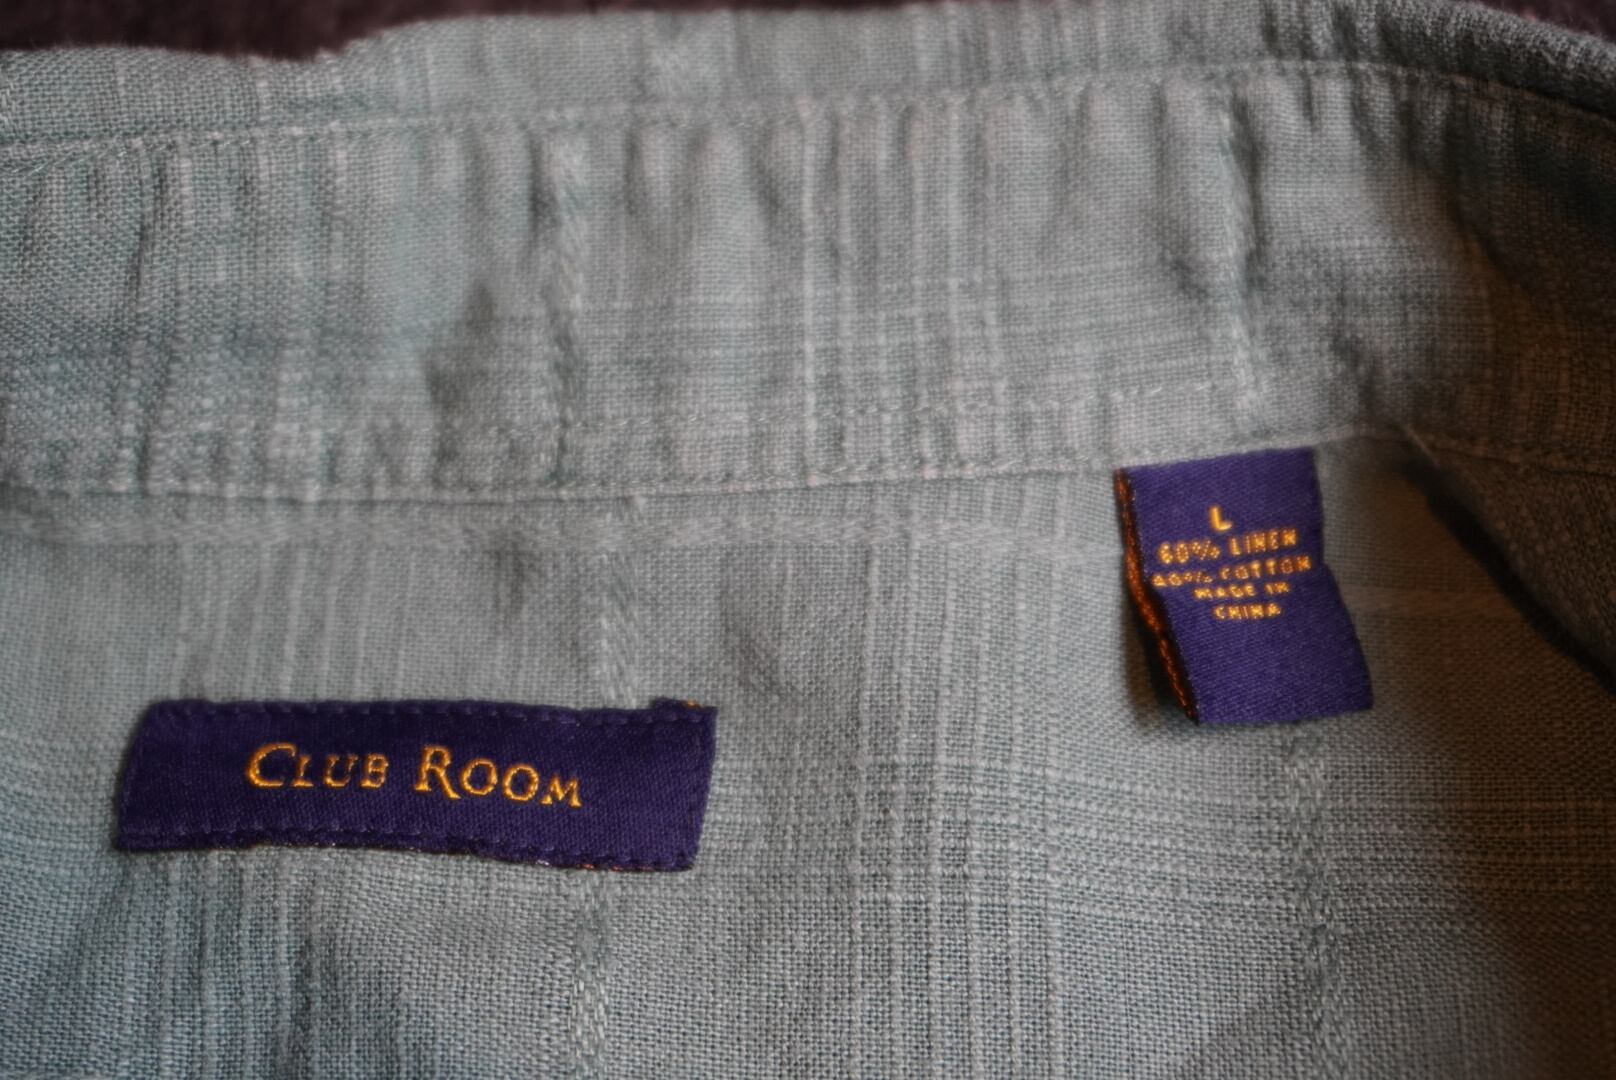 CLUB ROOM
L
60% LINEN
40% COTTON
MADE IN
CHINA